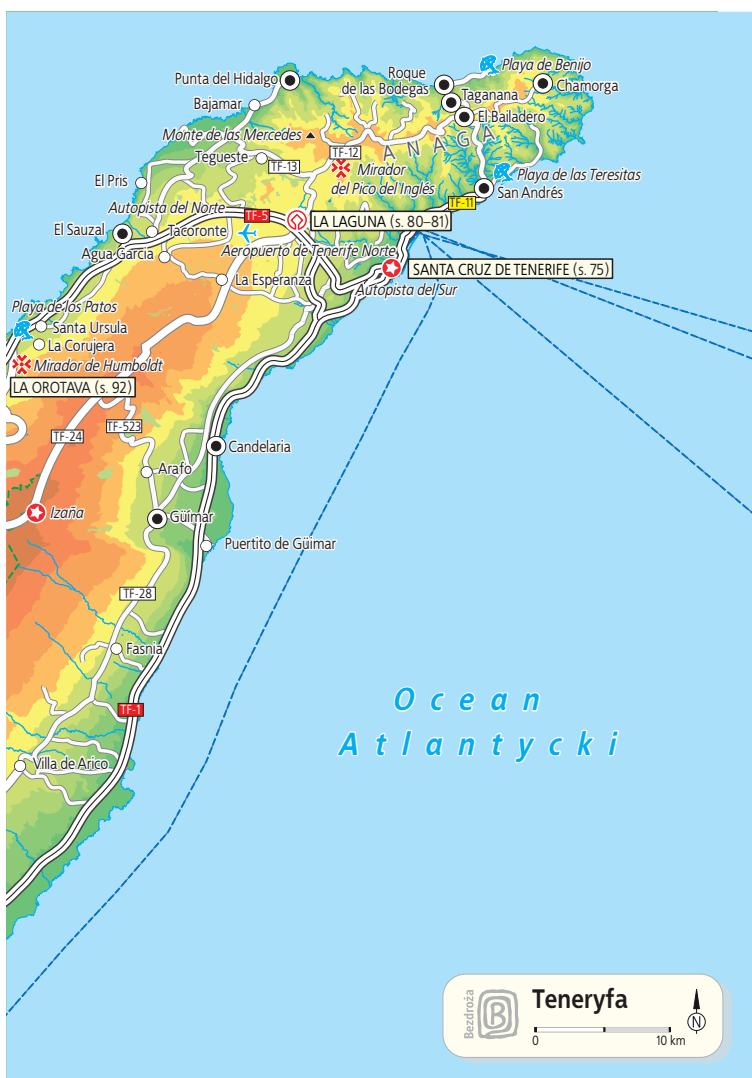 Playa de Benijo
Punta del Hidalgo
Roque
de las Bodegas
Chamorga
Taganana
Bajamar
El Bailadero
Monte de las Mercedes
ANAGA
TF-12
Tegueste
TF-13
Mirador
del Pico del Inglés
Playa de las Teresitas
El Pris
San Andrés
Autopista del Norte
TF-5
TF-11
LA LAGUNA (s. 80–81)
El Sauzal
Tacoronte
Agua García
Aeropuerto de Tenerife Norte
SANTA CRUZ DE TENERIFE (s. 75)
La Esperanza
Autopista del Sur
Playa de los Patos
Santa Ursula
La Corujera
Mirador de Humboldt
LA OROTAVA (s. 92)
TF-523
TF-24
Candelaria
Arafo
Izaña
Güímar
Puertito de Güimar
TF-28
Fasnia
TF-1
Ocean
Atlantycki
Villa de Arico
Bezdroża
B
Teneryfa
N
0
10 km